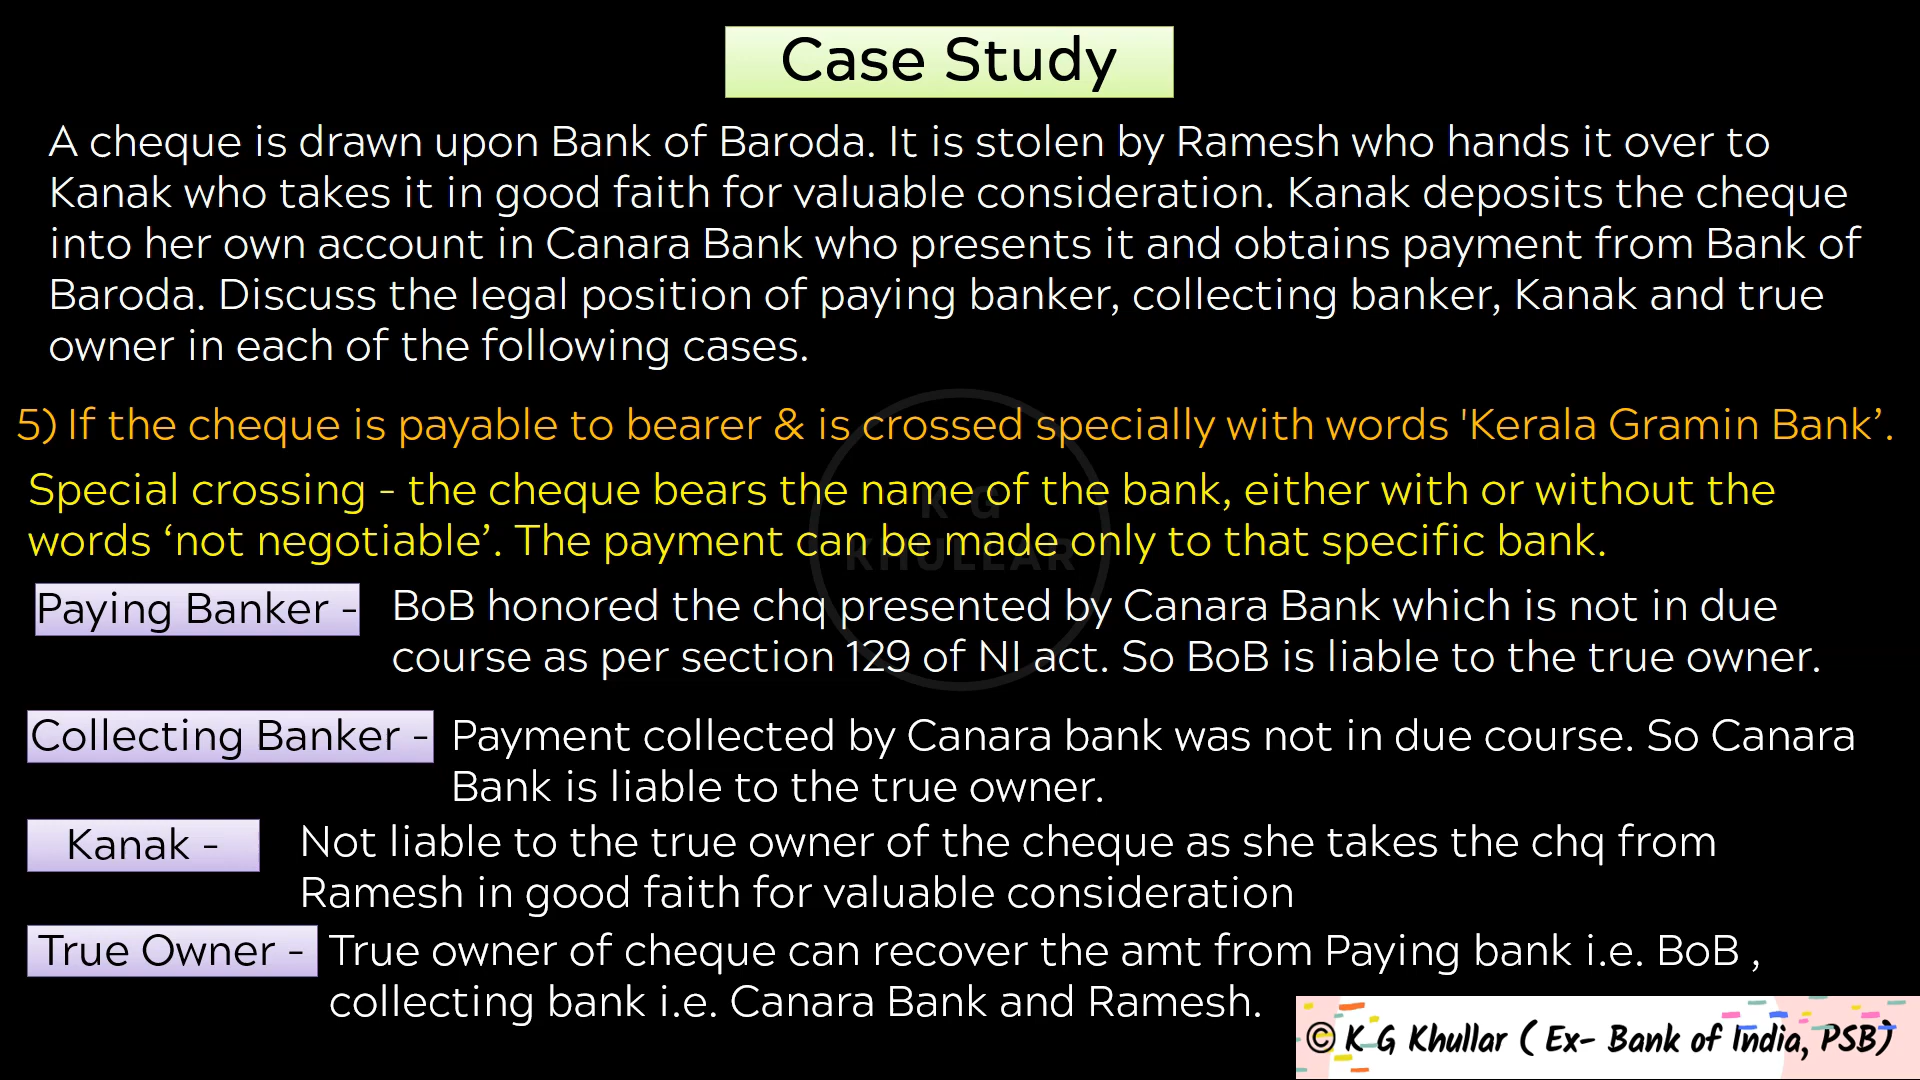 Case Study
A cheque is drawn upon Bank of Baroda. It is stolen by Ramesh who hands it over to
Kanak who takes it in good faith for valuable consideration. Kanak deposits the cheque
into her own account in Canara Bank who presents it and obtains payment from Bank of
Baroda. Discuss the legal position of paying banker, collecting banker, Kanak and true
owner in each of the following cases.
5) If the cheque is payable to bearer & is crossed specially with words 'Kerala Gramin Bank’.
Special crossing - the cheque bears the name of the bank, either with or without the
words ‘not negotiable’. The payment can be made only to that specific bank.
K G
KHULLAR
Paying Banker - BoB honored the chq presented by Canara Bank which is not in due
course as per section 129 of NI act. So BoB is liable to the true owner.
Collecting Banker - Payment collected by Canara bank was not in due course. So Canara
Bank is liable to the true owner.
Kanak - Not liable to the true owner of the cheque as she takes the chq from
Ramesh in good faith for valuable consideration
True Owner - True owner of cheque can recover the amt from Paying bank i.e. BoB ,
collecting bank i.e. Canara Bank and Ramesh.
© K G Khullar ( Ex- Bank of India, PSB)